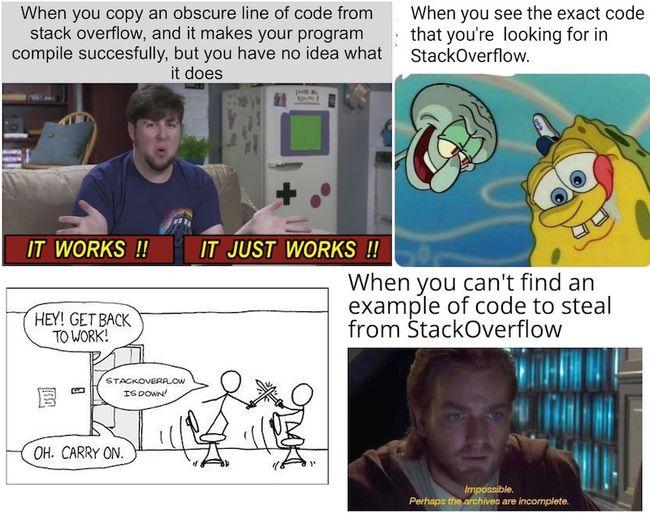 When you copy an obscure line of code from
stack overflow, and it makes your program
compile succesfully, but you have no idea what
it does
IT WORKS !!
IT JUST WORKS !!
When you see the exact code
that you're looking for in
StackOverflow.
HEY! GET BACK
TO WORK!
STACKOVERFLOW
IS DOWN!
OH. CARRY ON.
When you can't find an
example of code to steal
from StackOverflow
Impossible.
Perhaps the archives are incomplete.